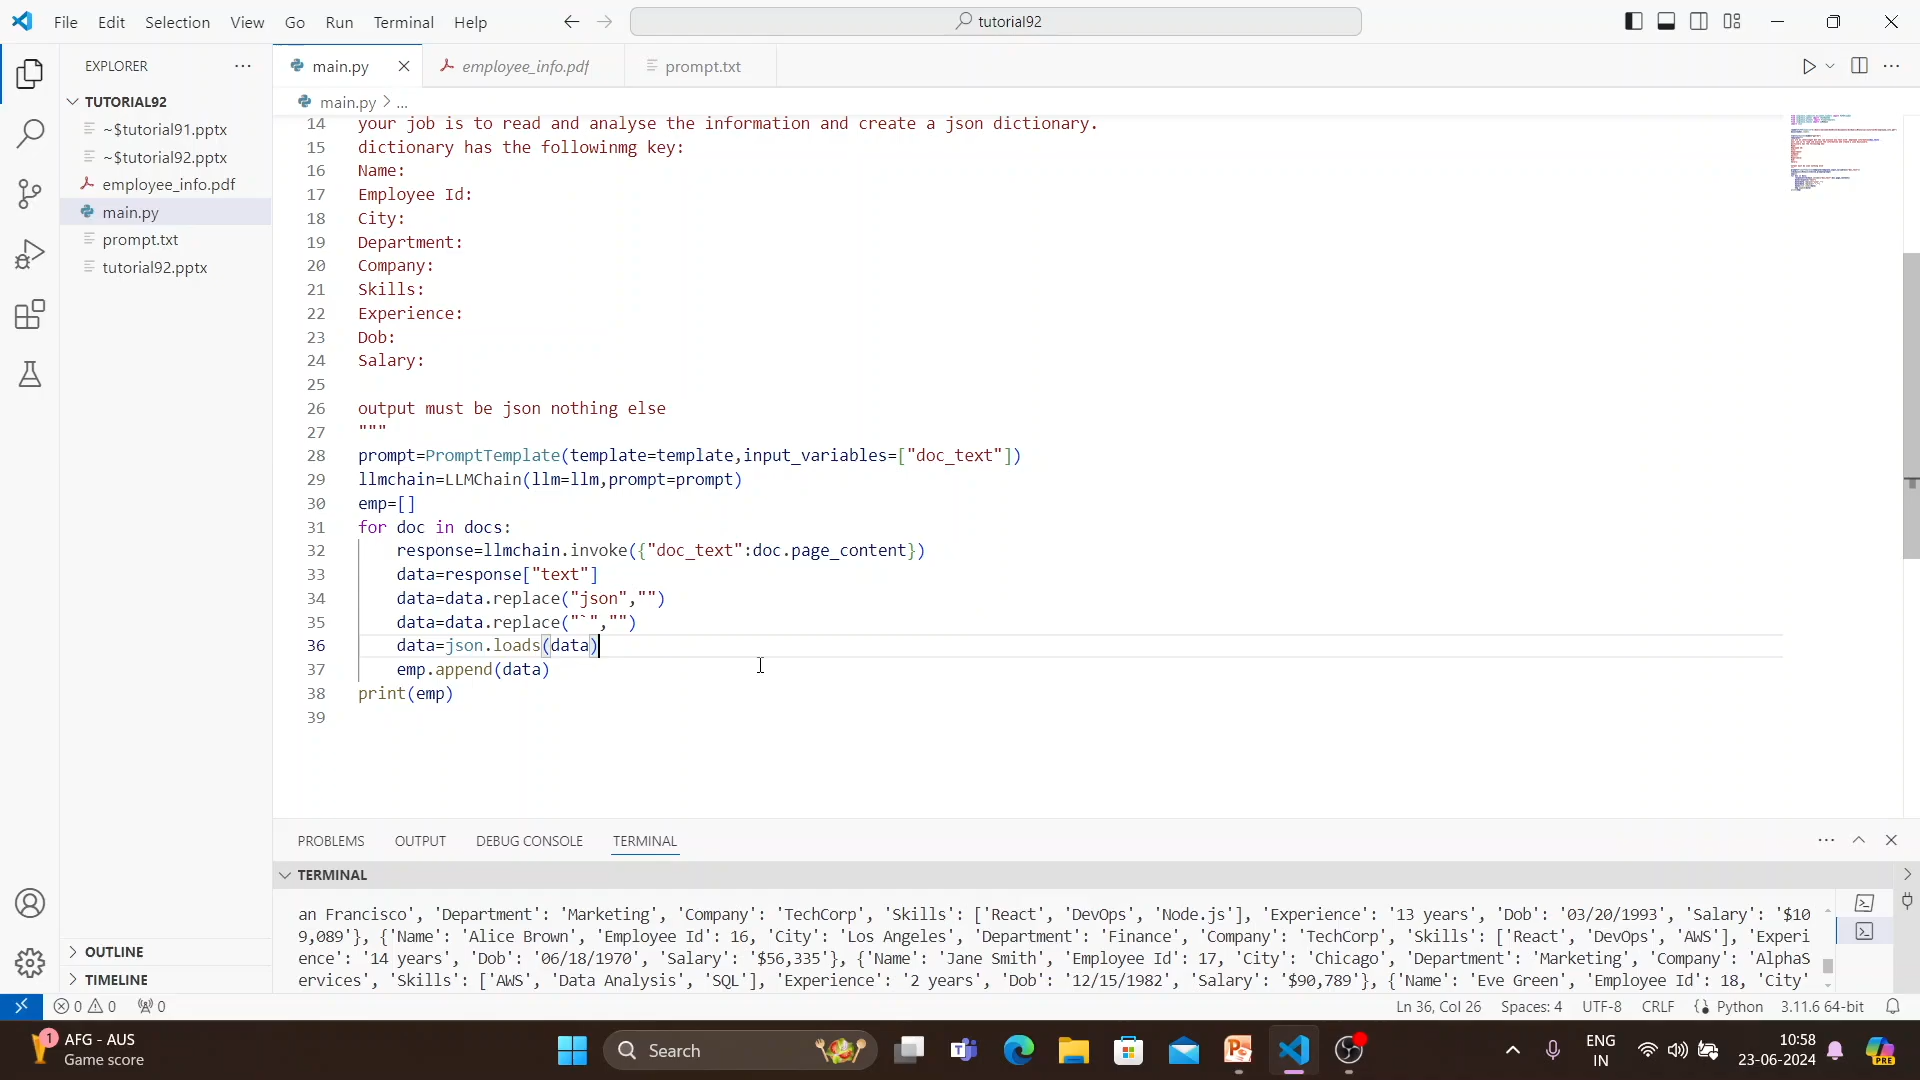 File Edit Selection View Go Run Terminal Help
tutorial92
EXPLORER
TUTORIAL92
~$tutorial91.pptx
~$tutorial92.pptx
employee_info.pdf
main.py
prompt.txt
tutorial92.pptx
OUTLINE
TIMELINE
main.py
employee_info.pdf
prompt.txt
main.py > ...
14 your job is to read and analyse the information and create a json dictionary.
15 dictionary has the followinmg key:
16 Name:
17 Employee Id:
18 City:
19 Department:
20 Company:
21 Skills:
22 Experience:
23 Dob:
24 Salary:
25
26 output must be json nothing else
27 """
28 prompt=PromptTemplate(template=template,input_variables=["doc_text"])
29 llmchain=LLMChain(llm=llm,prompt=prompt)
30 emp=[]
31 for doc in docs:
32 response=llmchain.invoke({"doc_text":doc.page_content})
33 data=response["text"]
34 data=data.replace("json","")
35 data=data.replace("`","")
36 data=json.loads(data)
37 emp.append(data)
38 print(emp)
39
PROBLEMS OUTPUT DEBUG CONSOLE TERMINAL
TERMINAL
an Francisco', 'Department': 'Marketing', 'Company': 'TechCorp', 'Skills': ['React', 'DevOps', 'Node.js'], 'Experience': '13 years', 'Dob': '03/20/1993', 'Salary': '$10
9,089'}, {'Name': 'Alice Brown', 'Employee Id': 16, 'City': 'Los Angeles', 'Department': 'Finance', 'Company': 'TechCorp', 'Skills': ['React', 'DevOps', 'AWS'], 'Experi
ence': '14 years', 'Dob': '06/18/1970', 'Salary': '$56,335'}, {'Name': 'Jane Smith', 'Employee Id': 17, 'City': 'Chicago', 'Department': 'Marketing', 'Company': 'AlphaS
ervices', 'Skills': ['AWS', 'Data Analysis', 'SQL'], 'Experience': '2 years', 'Dob': '12/15/1982', 'Salary': '$90,789'}, {'Name': 'Eve Green', 'Employee Id': 18, 'City'
0 0 0
Ln 36, Col 26 Spaces: 4 UTF-8 CRLF Python 3.11.6 64-bit
1
AFG - AUS
Game score
Search
ENG
IN
10:58
23-06-2024
PRE